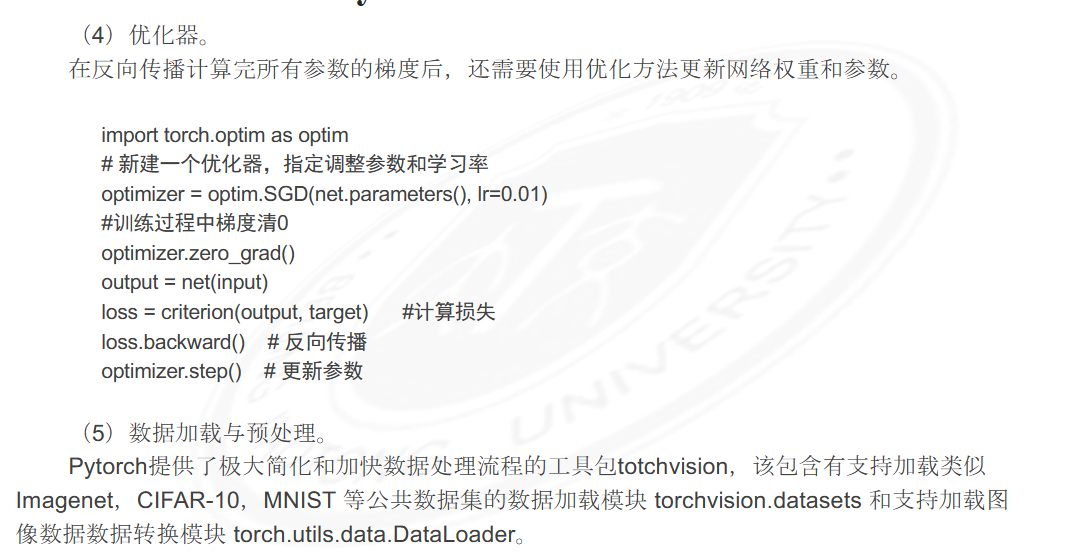 （4）优化器。
在反向传播计算完所有参数的梯度后，还需要使用优化方法更新网络权重和参数。
import torch.optim as optim
# 新建一个优化器，指定调整参数和学习率
optimizer = optim.SGD(net.parameters(), lr=0.01)
#训练过程中梯度清0
optimizer.zero_grad()
output = net(input)
loss = criterion(output, target) #计算损失
loss.backward() # 反向传播
optimizer.step() # 更新参数
（5）数据加载与预处理。
Pytorch提供了极大简化和加快数据处理流程的工具包totchvision，该包含有支持加载类似
Imagenet，CIFAR-10，MNIST 等公共数据集的数据加载模块 torchvision.datasets 和支持加载图
像数据数据转换模块 torch.utils.data.DataLoader。
UNIVERSITY